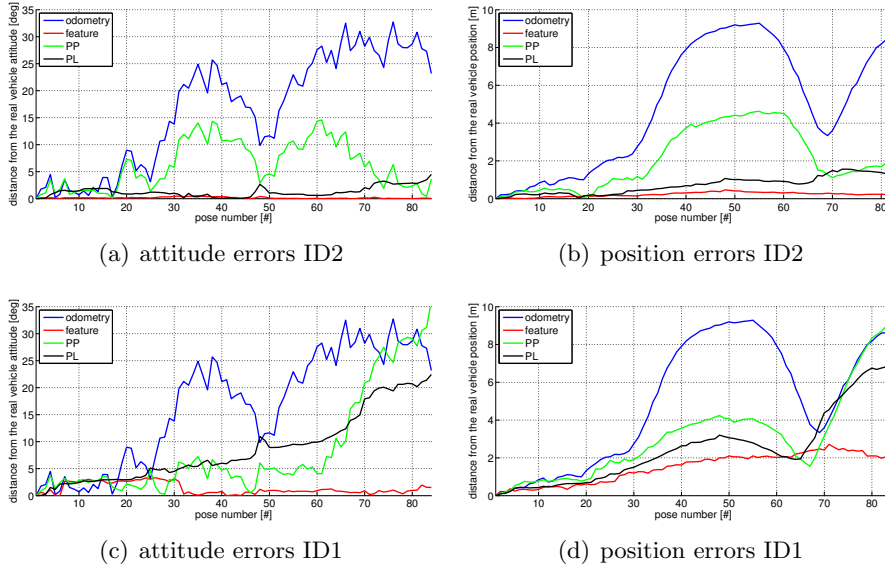 distance from the real vehicle attitude [deg]
35
30
25
20
15
10
5
0
odometry
feature
PP
PL
10 20 30 40 50 60 70 80
pose number [#]
(a) attitude errors ID2
distance from the real vehicle position [m]
10
8
6
4
2
0
odometry
feature
PP
PL
10 20 30 40 50 60 70 80
pose number [#]
(b) position errors ID2
distance from the real vehicle attitude [deg]
35
30
25
20
15
10
5
0
odometry
feature
PP
PL
10 20 30 40 50 60 70 80
pose number [#]
(c) attitude errors ID1
distance from the real vehicle position [m]
10
8
6
4
2
0
odometry
feature
PP
PL
10 20 30 40 50 60 70 80
pose number [#]
(d) position errors ID1